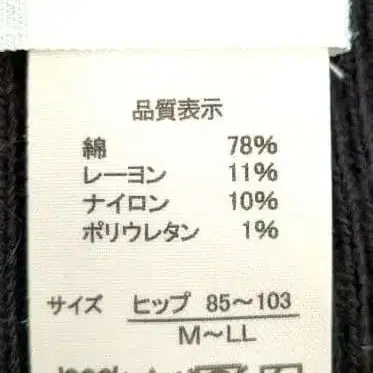 品質表示
綿 78%
レーヨン 11%
ナイロン 10%
ポリウレタン 1%
サイズ ヒップ 85～103
M～LL